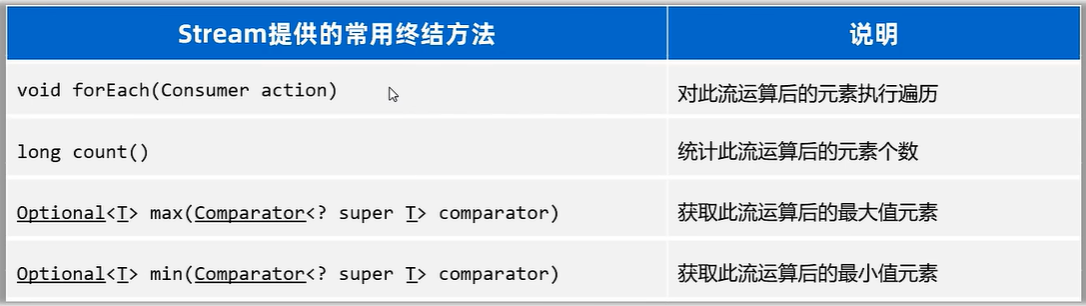 Stream提供的常用终结方法 说明
void forEach(Consumer action) 对此流运算后的元素执行遍历
long count() 统计此流运算后的元素个数
Optional<T> max(Comparator<? super T> comparator) 获取此流运算后的最大值元素
Optional<T> min(Comparator<? super T> comparator) 获取此流运算后的最小值元素